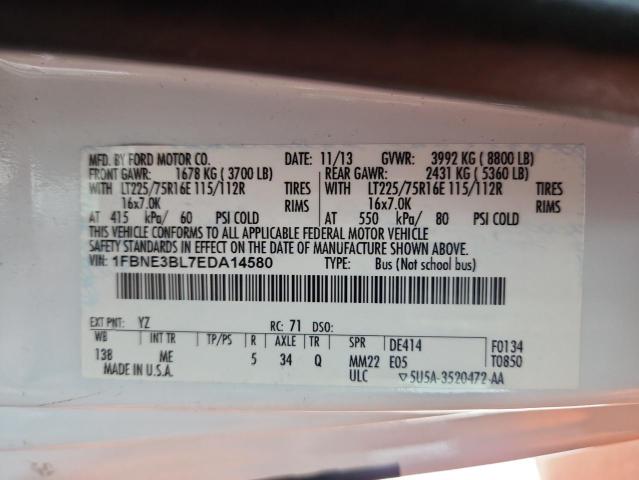 MFD. BY FORD MOTOR CO. DATE: 11/13 GVWR: 3992 KG ( 8800 LB)
FRONT GAWR: 1678 KG ( 3700 LB) REAR GAWR: 2431 KG ( 5360 LB)
WITH LT225/75R16E 115/112R TIRES WITH LT225/75R16E 115/112R TIRES
16x7.0K RIMS 16x7.0K RIMS
AT 415 kPa/ 60 PSI COLD AT 550 kPa/ 80 PSI COLD
THIS VEHICLE CONFORMS TO ALL APPLICABLE FEDERAL MOTOR VEHICLE
SAFETY STANDARDS IN EFFECT ON THE DATE OF MANUFACTURE SHOWN ABOVE.
VIN: 1FBNE3BL7EDA14580 TYPE: Bus (Not school bus)
EXT PNT: YZ RC: 71 DSO:
WB INT TR TP/PS R AXLE TR SPR DE414 F0134
138 ME 5 34 Q MM22 E05 T0850
MADE IN U.S.A. ULC ▽5U5A-3520472-AA